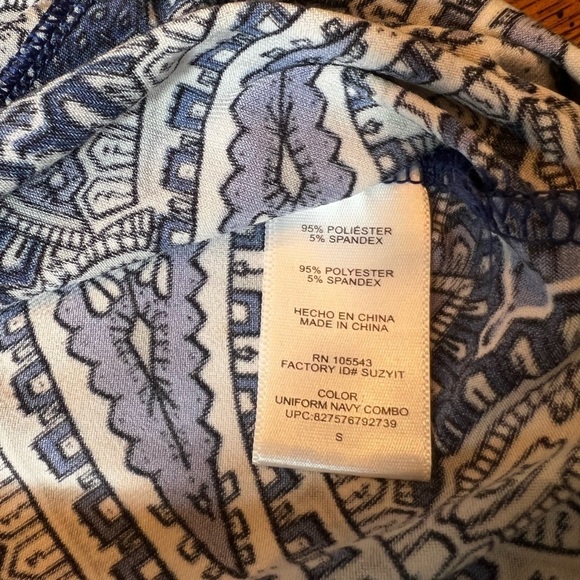 95% POLIÉSTER
5% SPANDEX
95% POLYESTER
5% SPANDEX
HECHO EN CHINA
MADE IN CHINA
RN 105543
FACTORY ID# SUZYIT
COLOR
UNIFORM NAVY COMBO
UPC:827576792739
S